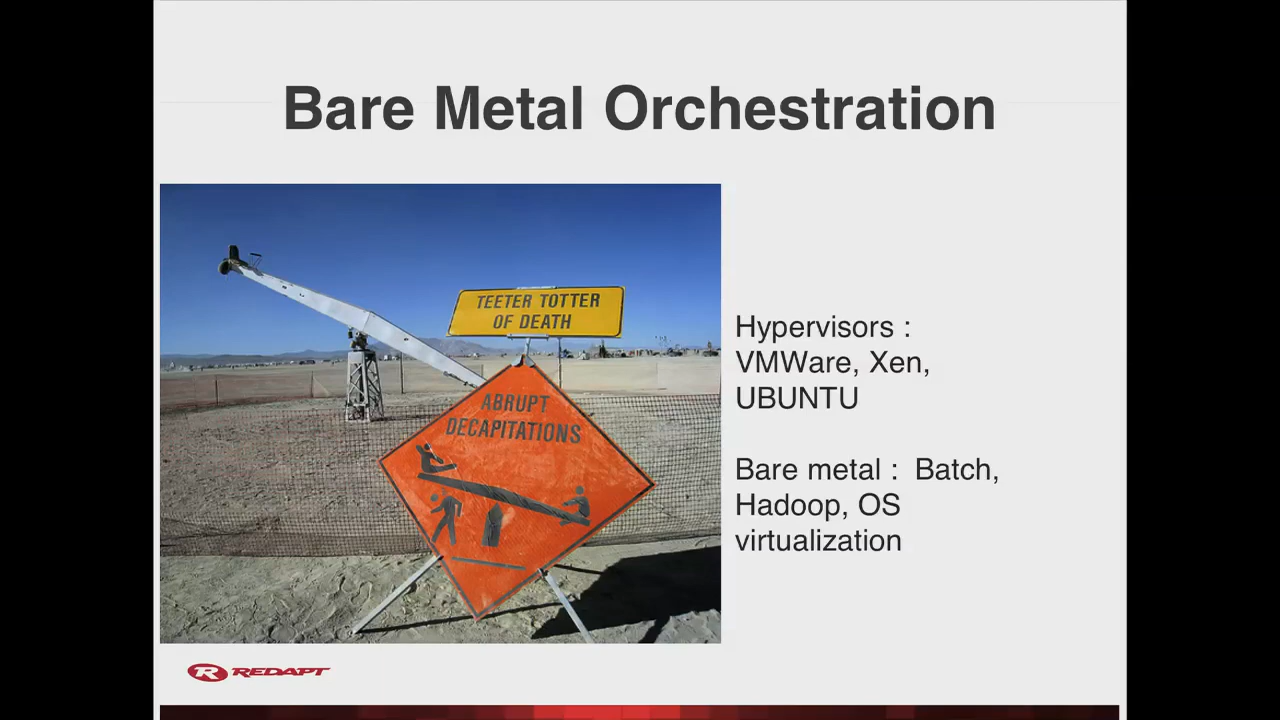 Bare Metal Orchestration
TEETER TOTTER
OF DEATH
ABRUPT
DECAPITATIONS
Hypervisors :
VMWare, Xen,
UBUNTU
Bare metal : Batch,
Hadoop, OS
virtualization
R REDAPT